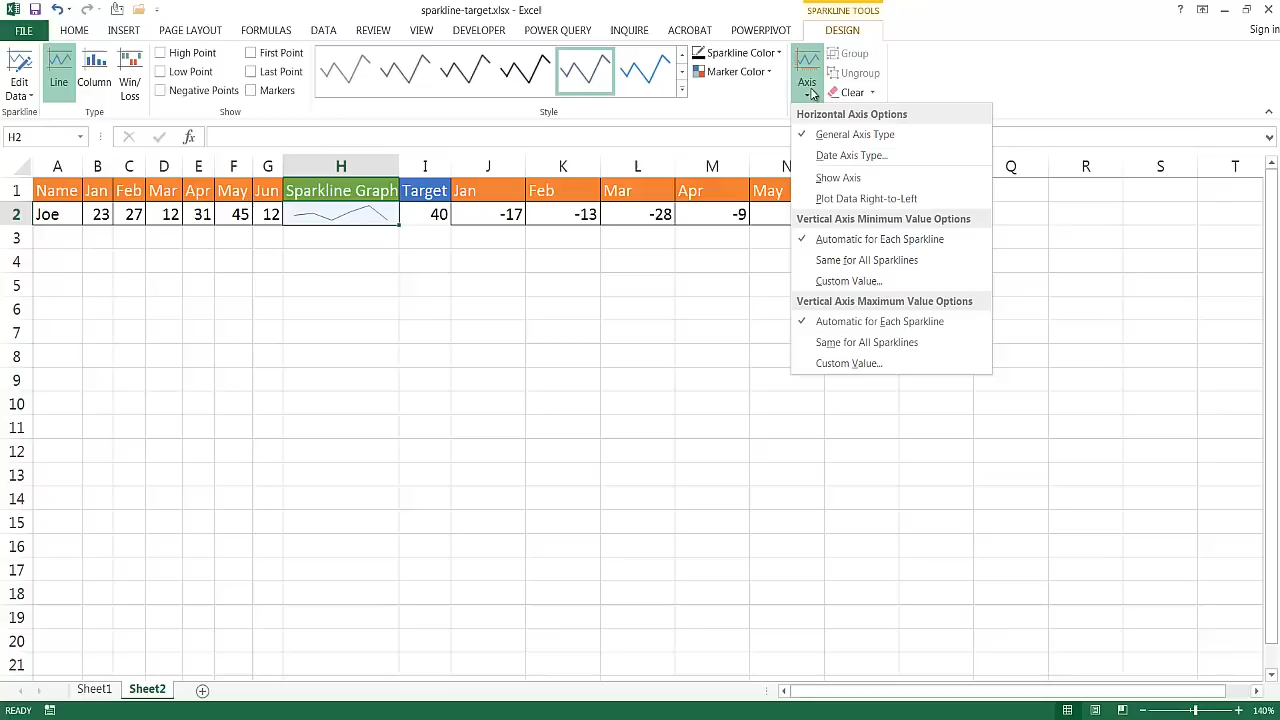 sparkline-target.xlsx - Excel
SPARKLINE TOOLS
FILE HOME INSERT PAGE LAYOUT FORMULAS DATA REVIEW VIEW DEVELOPER POWER QUERY INQUIRE ACROBAT POWERPIVOT DESIGN Sign in
Edit Data
Line
Column
Win/ Loss
High Point
First Point
Low Point
Last Point
Negative Points
Markers
Sparkline Color
Marker Color
Axis
Group
Ungroup
Clear
Sparkline Type Show Style
Horizontal Axis Options
General Axis Type
Date Axis Type...
Show Axis
Plot Data Right-to-Left
Vertical Axis Minimum Value Options
Automatic for Each Sparkline
Same for All Sparklines
Custom Value...
Vertical Axis Maximum Value Options
Automatic for Each Sparkline
Same for All Sparklines
Custom Value...
H2 fx
A B C D E F G H I J K L M N Q R S T
1 Name Jan Feb Mar Apr May Jun Sparkline Graph Target Jan Feb Mar Apr May
2 Joe 23 27 12 31 45 12 40 -17 -13 -28 -9
3
4
5
6
7
8
9
10
11
12
13
14
15
16
17
18
19
20
21
Sheet1 Sheet2
READY 140%